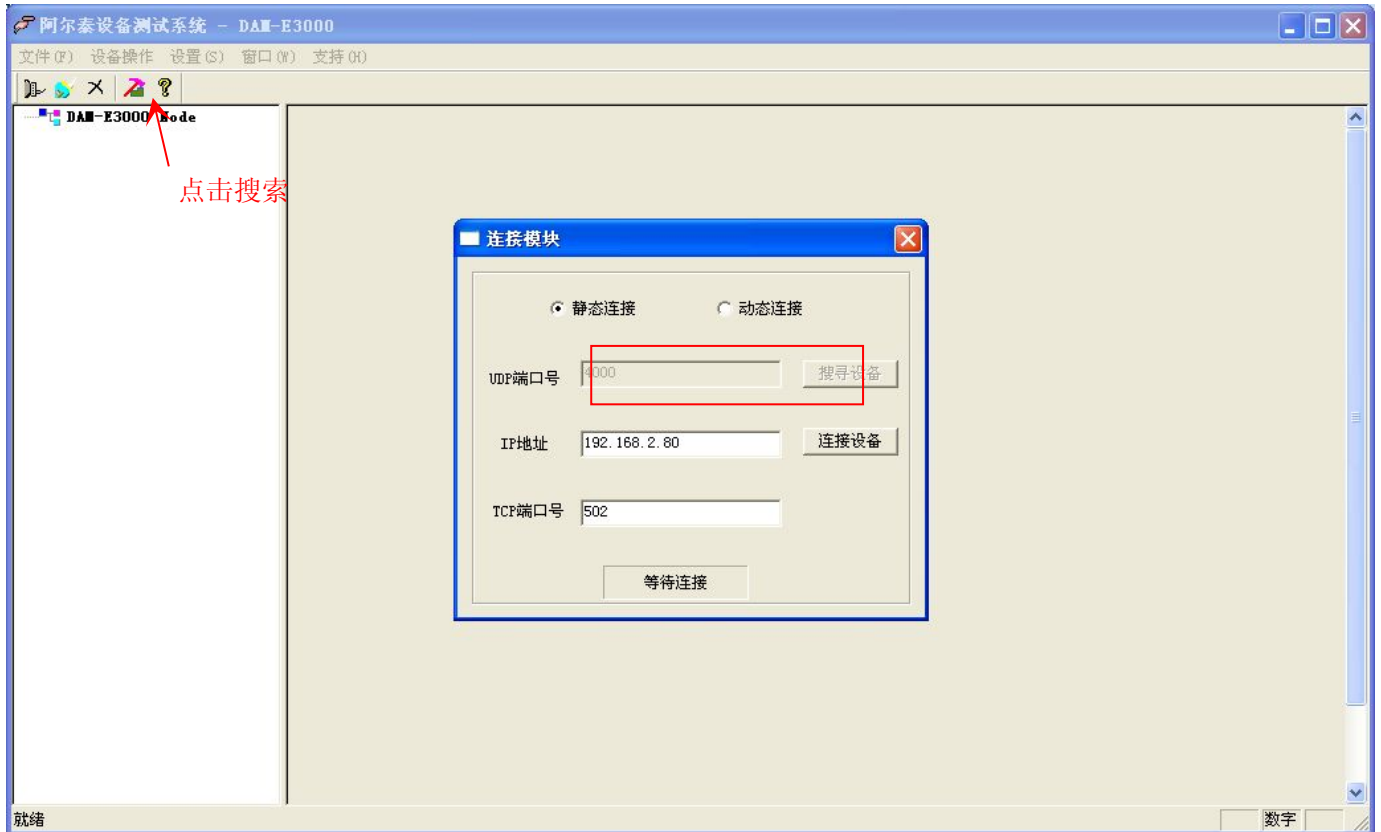 阿尔泰设备测试系统 - DAM-E3000
文件(F) 设备操作 设置(S) 窗口(W) 支持(H)
DAM-E3000 Node
点击搜索
连接模块
静态连接 动态连接
UDP端口号 4000 搜寻设备
IP地址 192.168.2.80 连接设备
TCP端口号 502
等待连接
就绪 数字